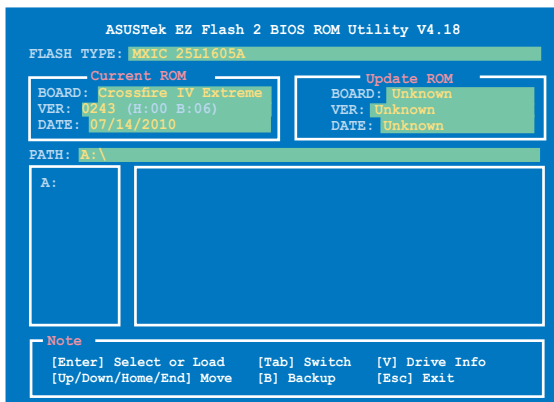 ASUSTek EZ Flash 2 BIOS ROM Utility V4.18
FLASH TYPE: MXIC 25L1605A
Current ROM
BOARD: Crossfire IV Extreme
VER: 0243 (H:00 B:06)
DATE: 07/14/2010
Update ROM
BOARD: Unknown
VER: Unknown
DATE: Unknown
PATH: A:\
A:
Note
[Enter] Select or Load [Tab] Switch [V] Drive Info
[Up/Down/Home/End] Move [B] Backup [Esc] Exit